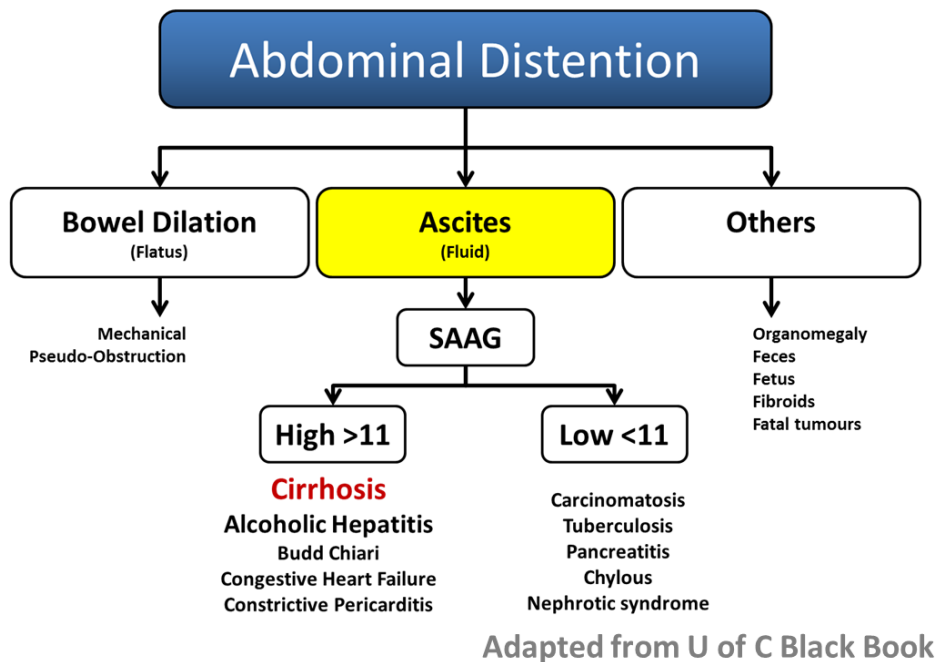 Abdominal Distention
Bowel Dilation
(Flatus)
Ascites
(Fluid)
Others
Mechanical
Pseudo-Obstruction
SAAG
Organomegaly
Feces
Fetus
Fibroids
Fatal tumours
High >11
Low <11
Cirrhosis
Alcoholic Hepatitis
Budd Chiari
Congestive Heart Failure
Constrictive Pericarditis
Carcinomatosis
Tuberculosis
Pancreatitis
Chylous
Nephrotic syndrome
Adapted from U of C Black Book